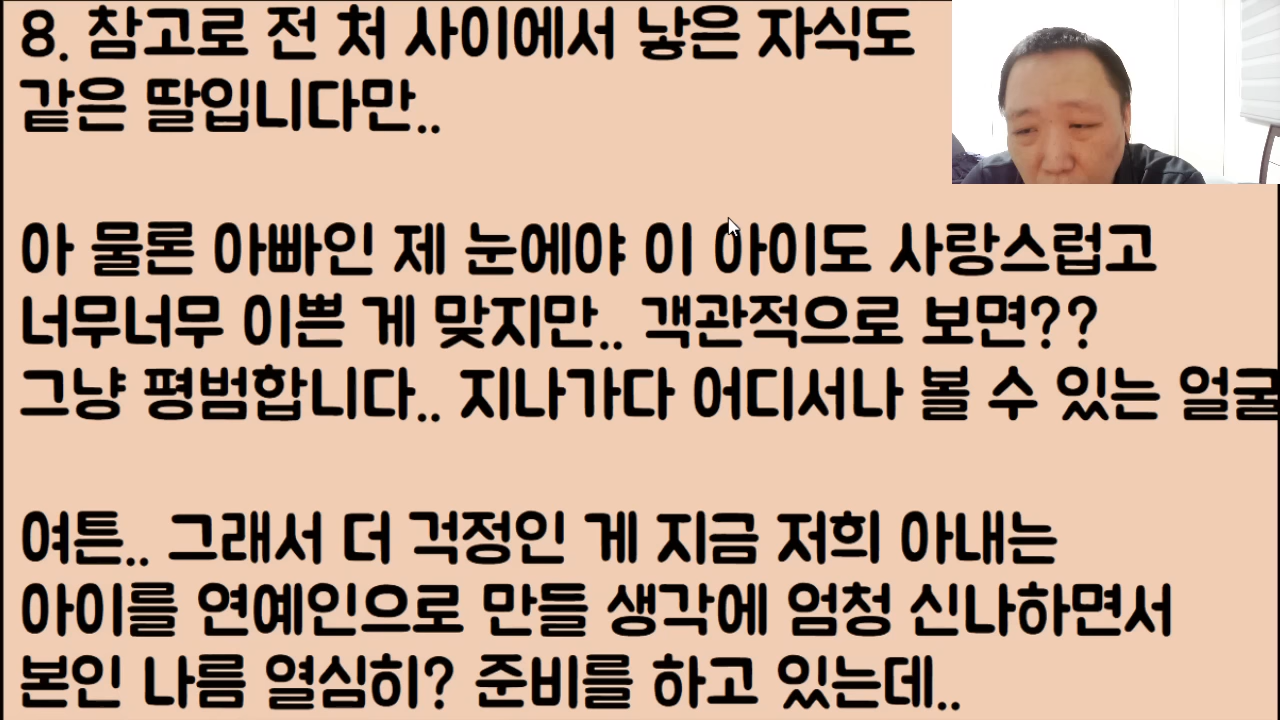 8. 참고로 전 처 사이에서 낳은 자식도
같은 딸입니다만..
아 물론 아빠인 제 눈에야 이 아이도 사랑스럽고
너무너무 이쁜 게 맞지만.. 객관적으로 보면??
그냥 평범합니다.. 지나가다 어디서나 볼 수 있는 얼굴
여튼.. 그래서 더 걱정인 게 지금 저희 아내는
아이를 연예인으로 만들 생각에 엄청 신나하면서
본인 나름 열심히? 준비를 하고 있는데..